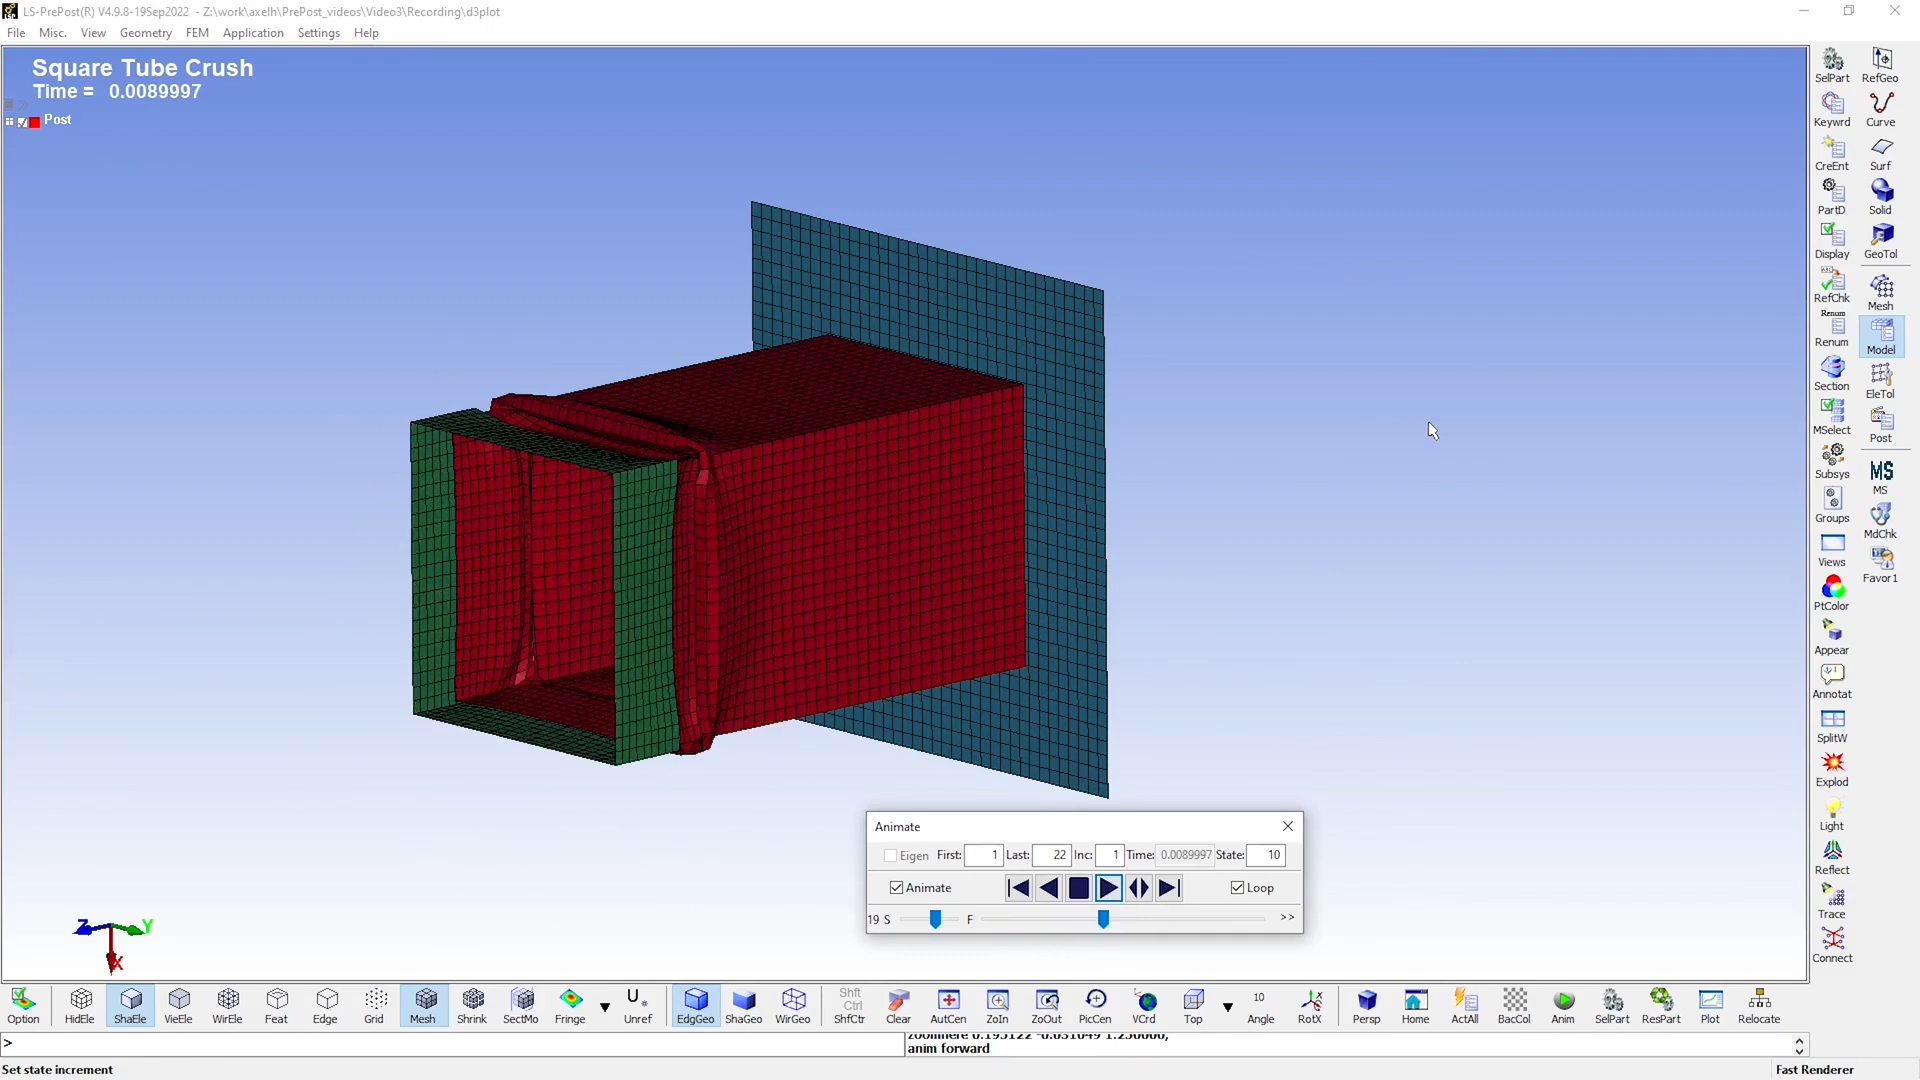 LS-PrePost(R) V4.9.8-19Sep2022 - Z:\work\axelh\PrePost_videos\Video3\Recording\d3plot
File Misc. View Geometry FEM Application Settings Help
Square Tube Crush
Time = 0.0089997
Post
SelPart RefGeo
Keywrd Curve
CreEnt Surf
PartD Solid
Display GeoTol
RefChk Mesh
Renum
Renum Model
Section EleTol
MSelect Post
Subsys MS
MS
Groups MdChk
Views Favor1
PtColor
Appear
Annotat
SplitW
Explod
Light
Reflect
Trace
Connect
Animate
Eigen First: 1 Last: 22 Inc: 1 Time: 0.0089997 State: 10
Animate Loop
19 S F >>
Z Y
X
Shft
Ctrl
U
10
Option HidEle ShaEle VieEle WirEle Feat Edge Grid Mesh Shrink SectMo Fringe Unref EdgGeo ShaGeo WirGeo ShfCtr Clear AutCen ZoIn ZoOut PicCen VCrd Top Angle RotX Persp Home ActAll BacCol Anim SelPart ResPart Plot Relocate
>
anim forward
Set state increment Fast Renderer